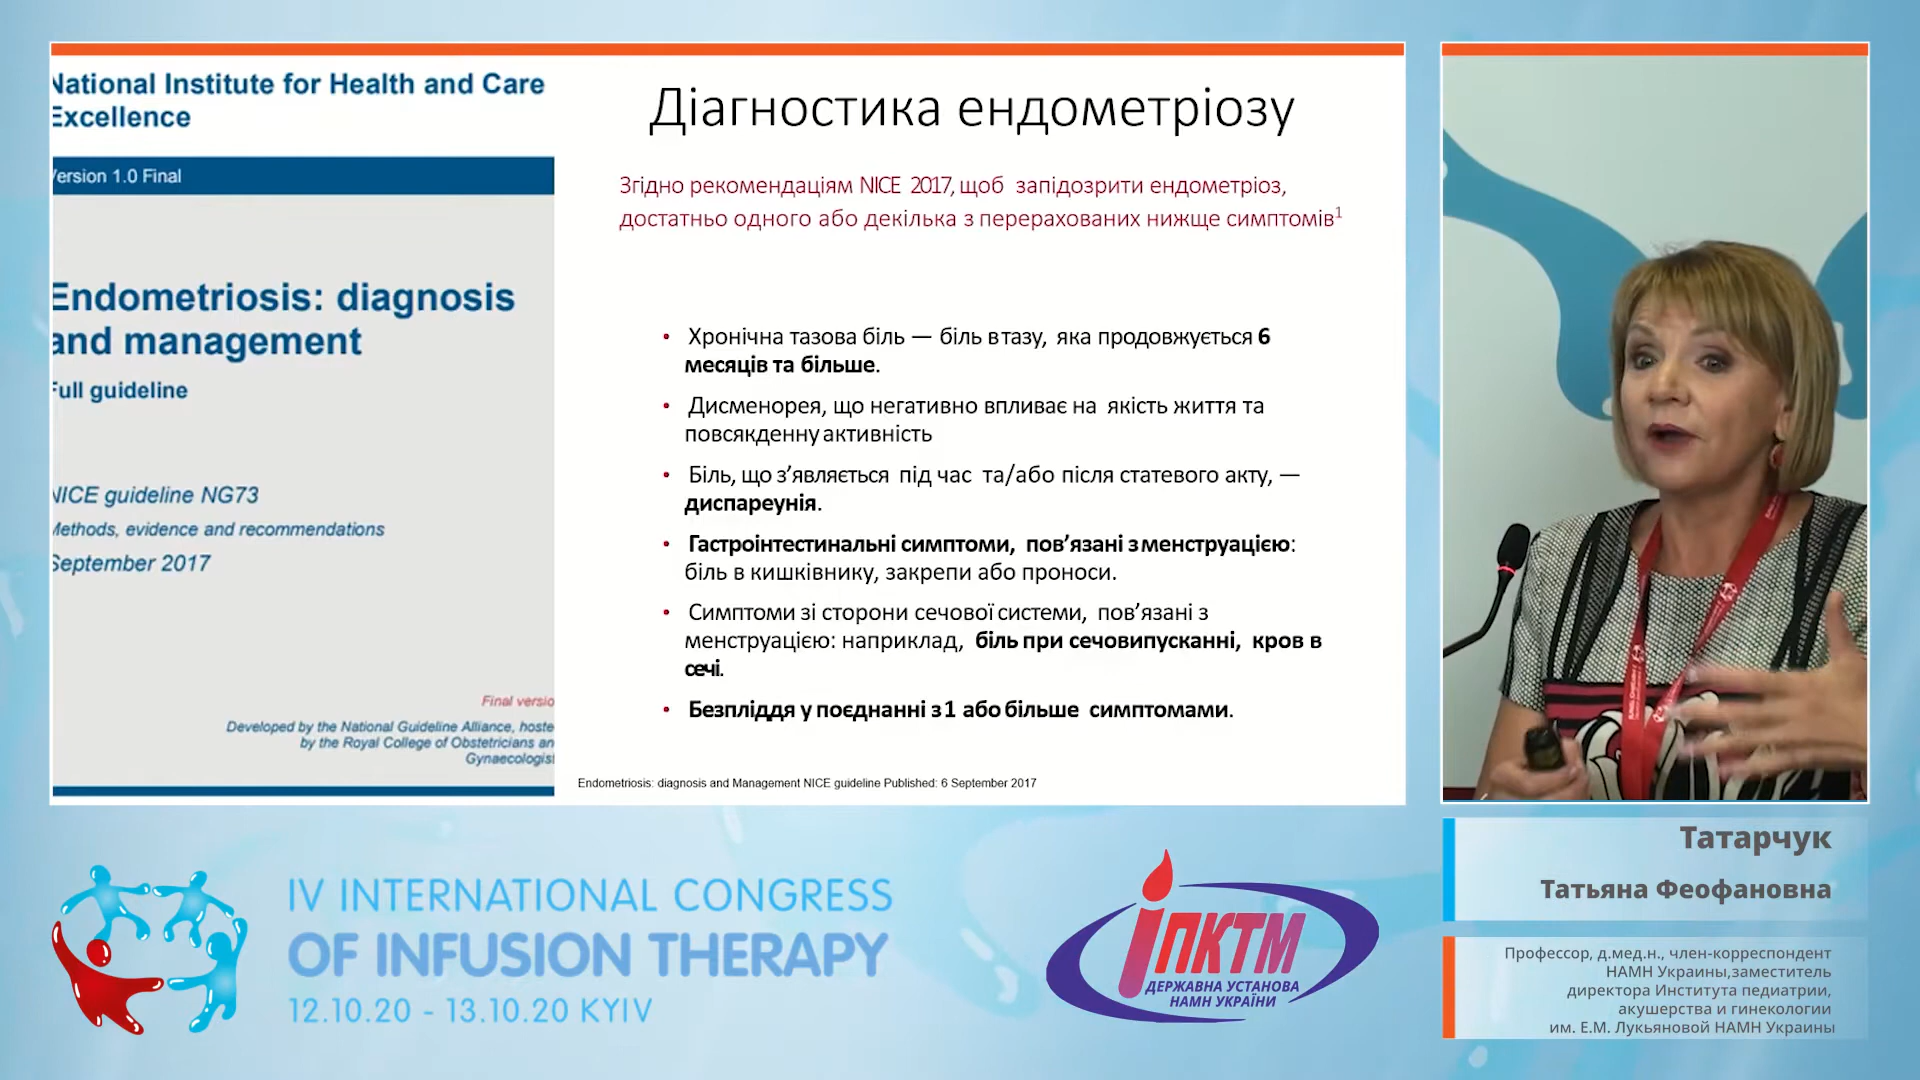 National Institute for Health and Care
Excellence
Version 1.0 Final
Endometriosis: diagnosis
and management
Full guideline
NICE guideline NG73
Methods, evidence and recommendations
September 2017
Final versio
Developed by the National Guideline Alliance, hoste
by the Royal College of Obstetricians an
Gynaecologist
Діагностика ендометріозу
Згідно рекомендаціям NICE 2017, щоб запідозрити ендометріоз,
достатньо одного або декілька з перерахованих нижще симптомів1
• Хронічна тазова біль — біль в тазу, яка продовжується 6
месяців та більше.
• Дисменорея, що негативно впливає на якість життя та
повсякденну активність
• Біль, що з’являється під час та/або після статевого акту, —
диспареунія.
• Гастроінтестинальні симптоми, пов’язані з менструацією:
біль в кишківнику, закрепи або проноси.
• Симптоми зі сторони сечової системи, пов’язані з
менструацією: наприклад, біль при сечовипусканні, кров в
сечі.
• Безпліддя у поєднанні з 1 або більше симптомами.
Endometriosis: diagnosis and Management NICE guideline Published: 6 September 2017
IV INTERNATIONAL CONGRESS
OF INFUSION THERAPY
12.10.20 - 13.10.20 KYIV
іПКТМ
ДЕРЖАВНА УСТАНОВА
НАМН УКРАЇНИ
Татарчук
Татьяна Феофановна
Профессор, д.мед.н., член-корреспондент
НАМН Украины,заместитель
директора Института педиатрии,
акушерства и гинекологии
им. Е.М. Лукьяновой НАМН Украины